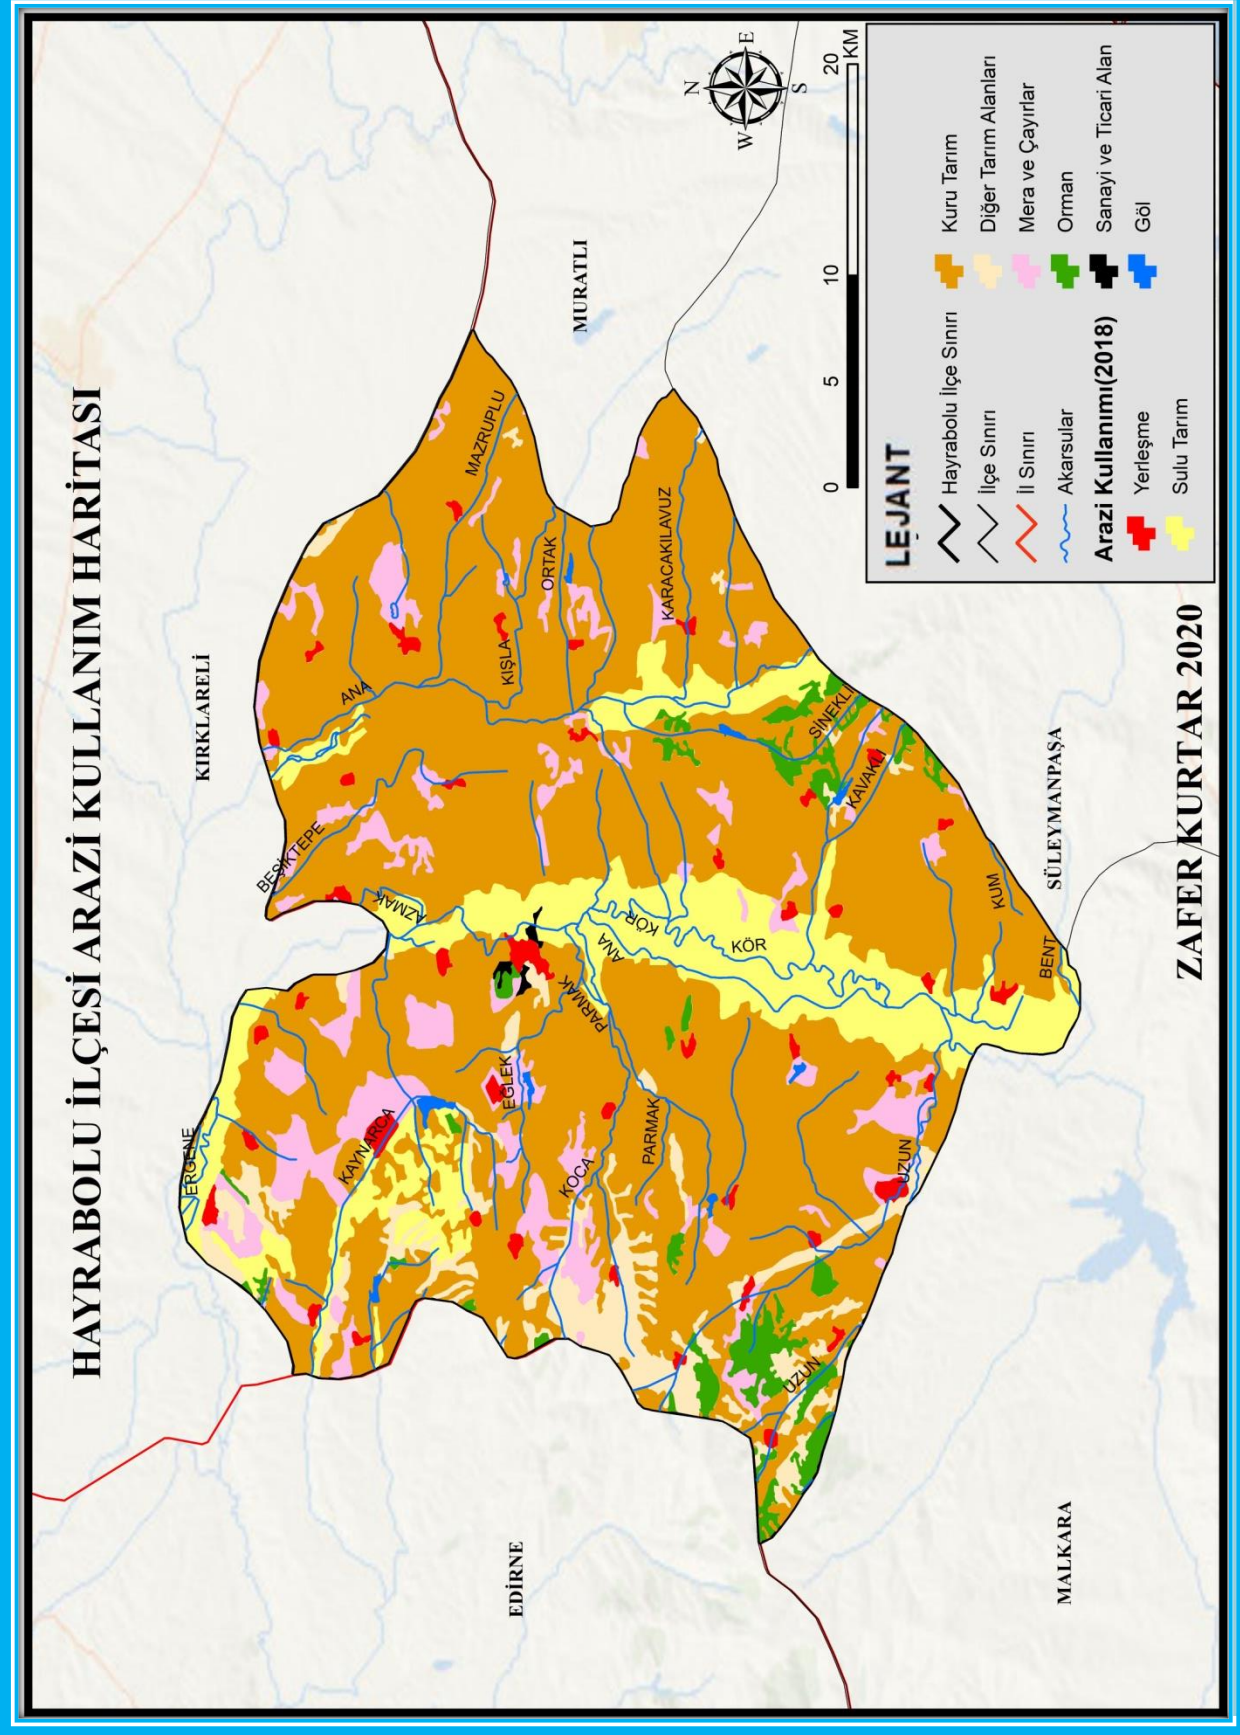 HAYRABOLU İLÇESİ ARAZİ KULLANIM HARİTASI
KIRKLARELİ
EDİRNE
MURATLI
MALKARA
SÜLEYMANPAŞA
ERGENE
BEŞİKTEPE
ANA
MAZRUPLU
KAYNARCA
AZMAK
KIŞLA
ORTAK
EĞLEK
PARMAK
KOCA
PARMAK
ANA
KÖR
KÖR
KARACAKILAVUZ
SİNEKLİ
KAVAKLI
UZUN
UZUN
KUM
BENT
N
W
E
S
0
5
10
20
KM
LEJANT
Hayrabolu İlçe Sınırı
İlçe Sınırı
İl Sınırı
Akarsular
Arazi Kullanımı(2018)
Yerleşme
Sulu Tarım
Kuru Tarım
Diğer Tarım Alanları
Mera ve Çayırlar
Orman
Sanayi ve Ticari Alan
Göl
ZAFER KURTAR 2020